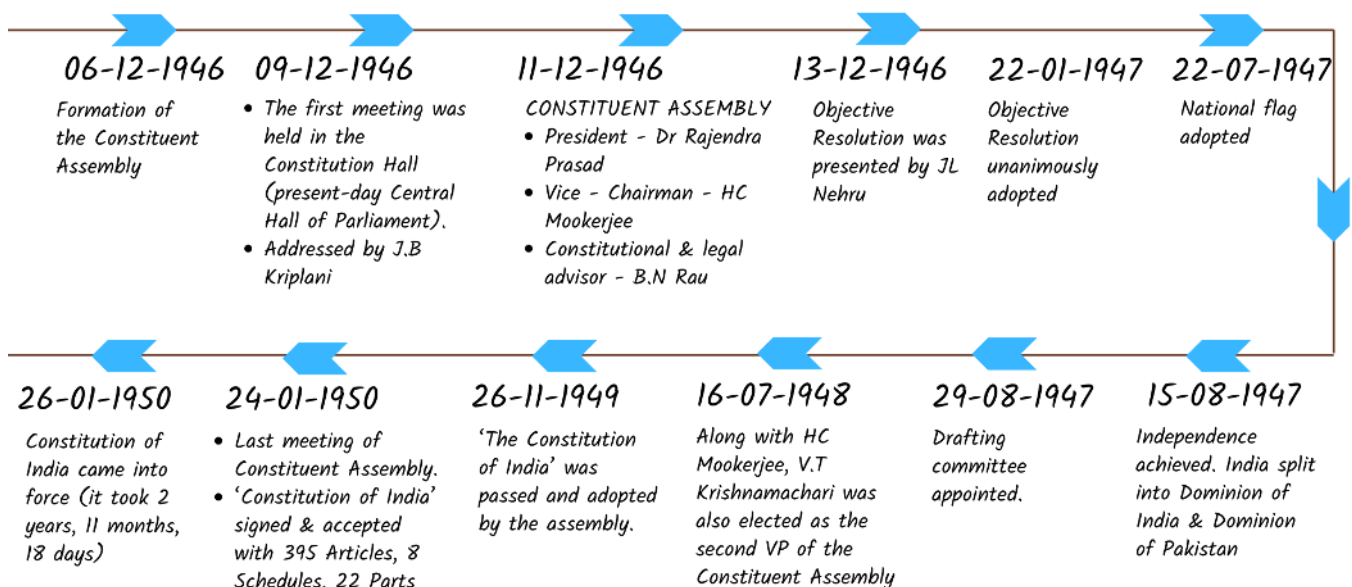 06-12-1946
Formation of
the Constituent
Assembly
09-12-1946
• The first meeting was
held in the
Constitution Hall
(present-day Central
Hall of Parliament).
• Addressed by J.B
Kriplani
11-12-1946
CONSTITUENT ASSEMBLY
• President - Dr Rajendra
Prasad
• Vice - Chairman - HC
Mookerjee
• Constitutional & legal
advisor - B.N Rau
13-12-1946
Objective
Resolution was
presented by JL
Nehru
22-01-1947
Objective
Resolution
unanimously
adopted
22-07-1947
National flag
adopted
26-01-1950
Constitution of
India came into
force (it took 2
years, 11 months,
18 days)
24-01-1950
• Last meeting of
Constituent Assembly.
• ‘Constitution of India’
signed & accepted
with 395 Articles, 8
Schedules, 22 Parts
26-11-1949
‘The Constitution
of India’ was
passed and adopted
by the assembly.
16-07-1948
Along with HC
Mookerjee, V.T
Krishnamachari was
also elected as the
second VP of the
Constituent Assembly
29-08-1947
Drafting
committee
appointed.
15-08-1947
Independence
achieved. India split
into Dominion of
India & Dominion
of Pakistan